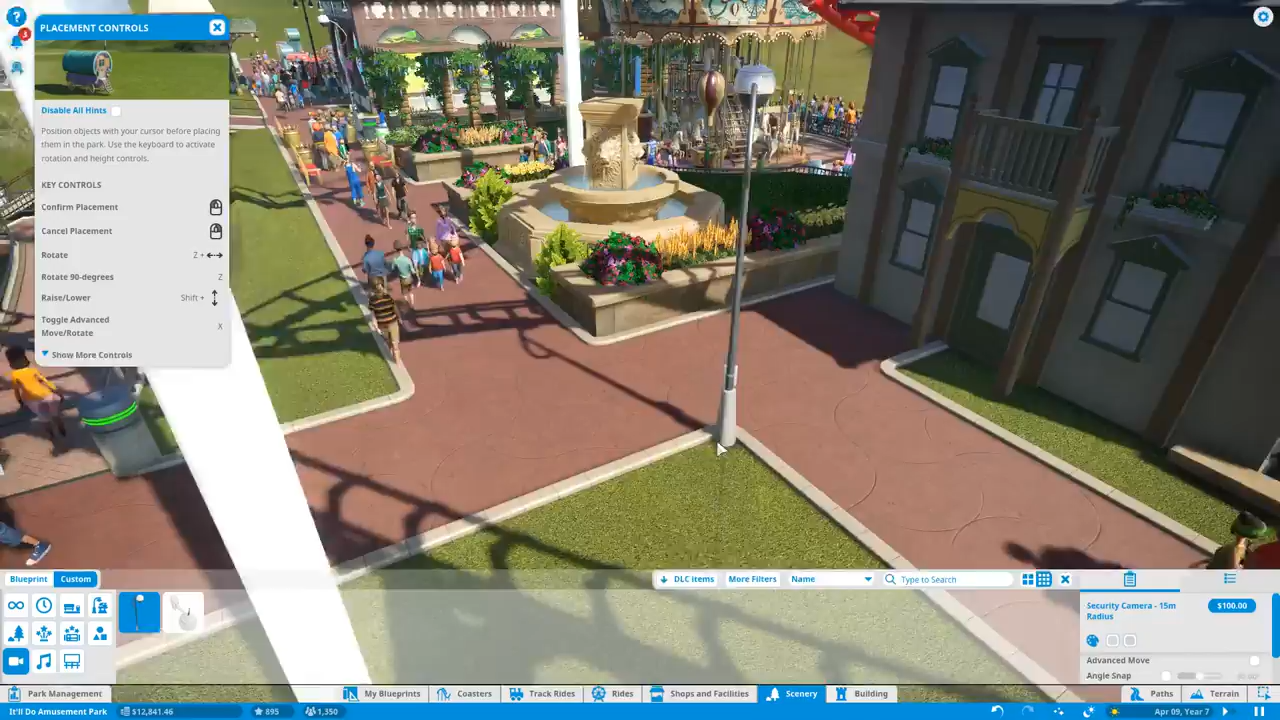 PLACEMENT CONTROLS
Disable All Hints
Position objects with your cursor before placing
them in the park. Use the keyboard to activate
rotation and height controls.
KEY CONTROLS
Confirm Placement
Cancel Placement
Rotate Z +
Rotate 90-degrees Z
Raise/Lower Shift +
Toggle Advanced
Move/Rotate X
Show More Controls
Blueprint Custom
DLC items More Filters Name Type to Search
Security Camera - 15m
Radius
$100.00
Advanced Move
Angle Snap
Park Management My Blueprints Coasters Track Rides Rides Shops and Facilities Scenery Building Paths Terrain
It'll Do Amusement Park $12,841.46 895 1,350 Apr 09, Year 7